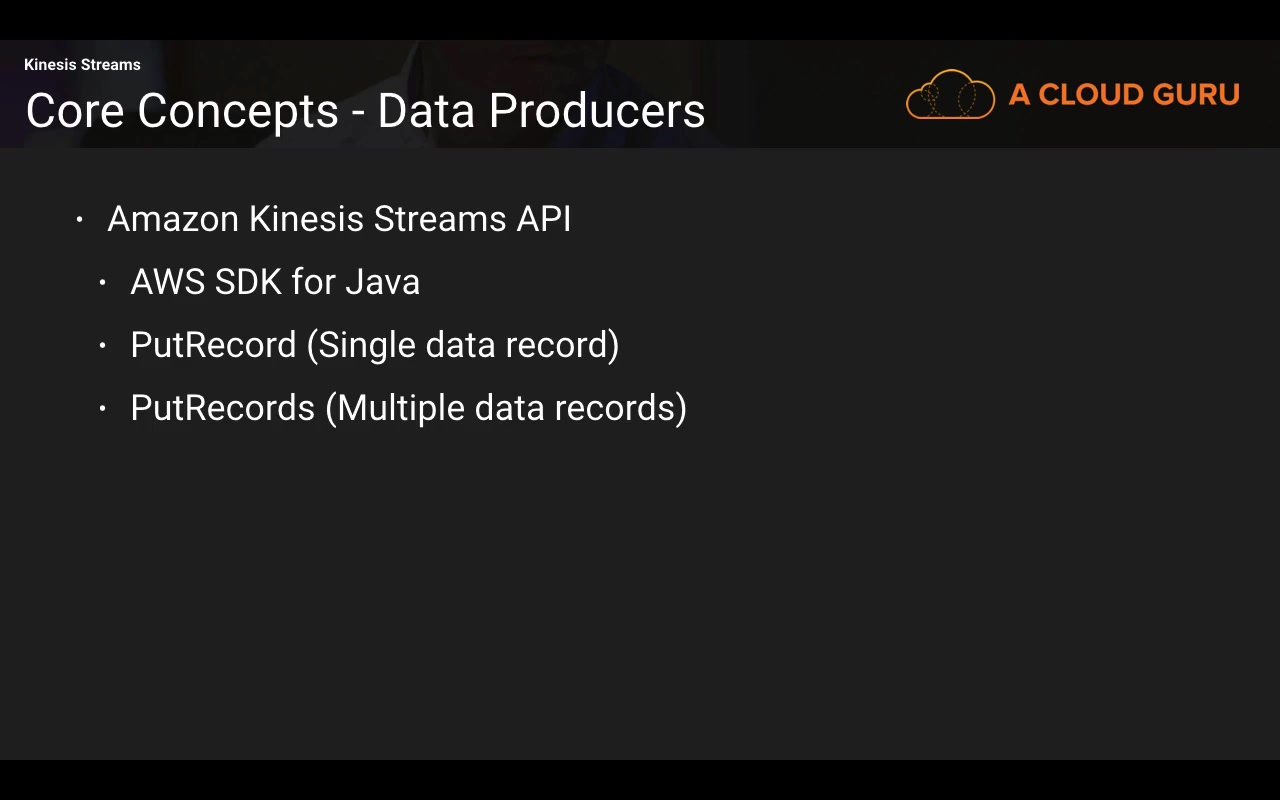 Kinesis Streams
Core Concepts - Data Producers
A CLOUD GURU
• Amazon Kinesis Streams API
• AWS SDK for Java
• PutRecord (Single data record)
• PutRecords (Multiple data records)